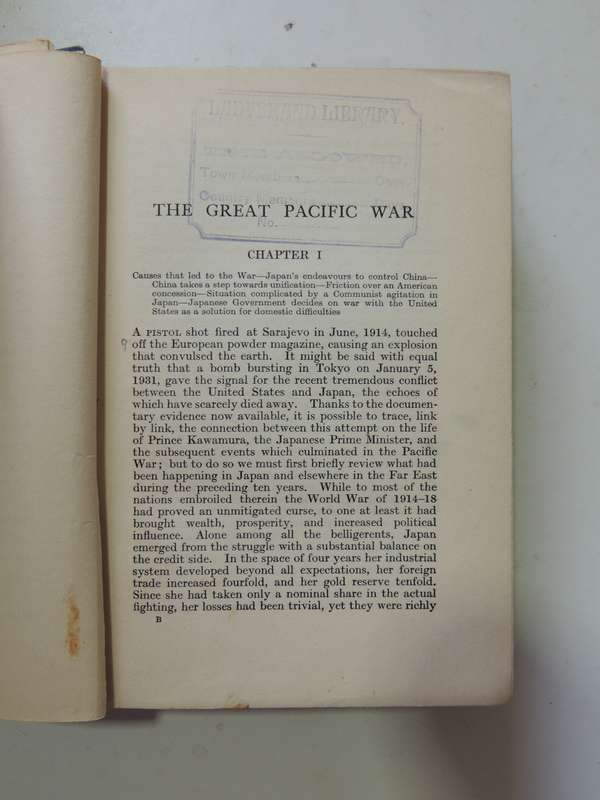 LIBRARY.
Town Members
Country Mem
No.
THE GREAT PACIFIC WAR
CHAPTER I
Causes that led to the War—Japan's endeavours to control China—
China takes a step towards unification—Friction over an American
concession—Situation complicated by a Communist agitation in
Japan—Japanese Government decides on war with the United
States as a solution for domestic difficulties
A PISTOL shot fired at Sarajevo in June, 1914, touched
off the European powder magazine, causing an explosion
that convulsed the earth. It might be said with equal
truth that a bomb bursting in Tokyo on January 5,
1931, gave the signal for the recent tremendous conflict
between the United States and Japan, the echoes of
which have scarcely died away. Thanks to the documen-
tary evidence now available, it is possible to trace, link
by link, the connection between this attempt on the life
of Prince Kawamura, the Japanese Prime Minister, and
the subsequent events which culminated in the Pacific
War; but to do so we must first briefly review what had
been happening in Japan and elsewhere in the Far East
during the preceding ten years. While to most of the
nations embroiled therein the World War of 1914–18
had proved an unmitigated curse, to one at least it had
brought wealth, prosperity, and increased political
influence. Alone among all the belligerents, Japan
emerged from the struggle with a substantial balance on
the credit side. In the space of four years her industrial
system developed beyond all expectations, her foreign
trade increased fourfold, and her gold reserve tenfold.
Since she had taken only a nominal share in the actual
fighting, her losses had been trivial, yet they were richly
B